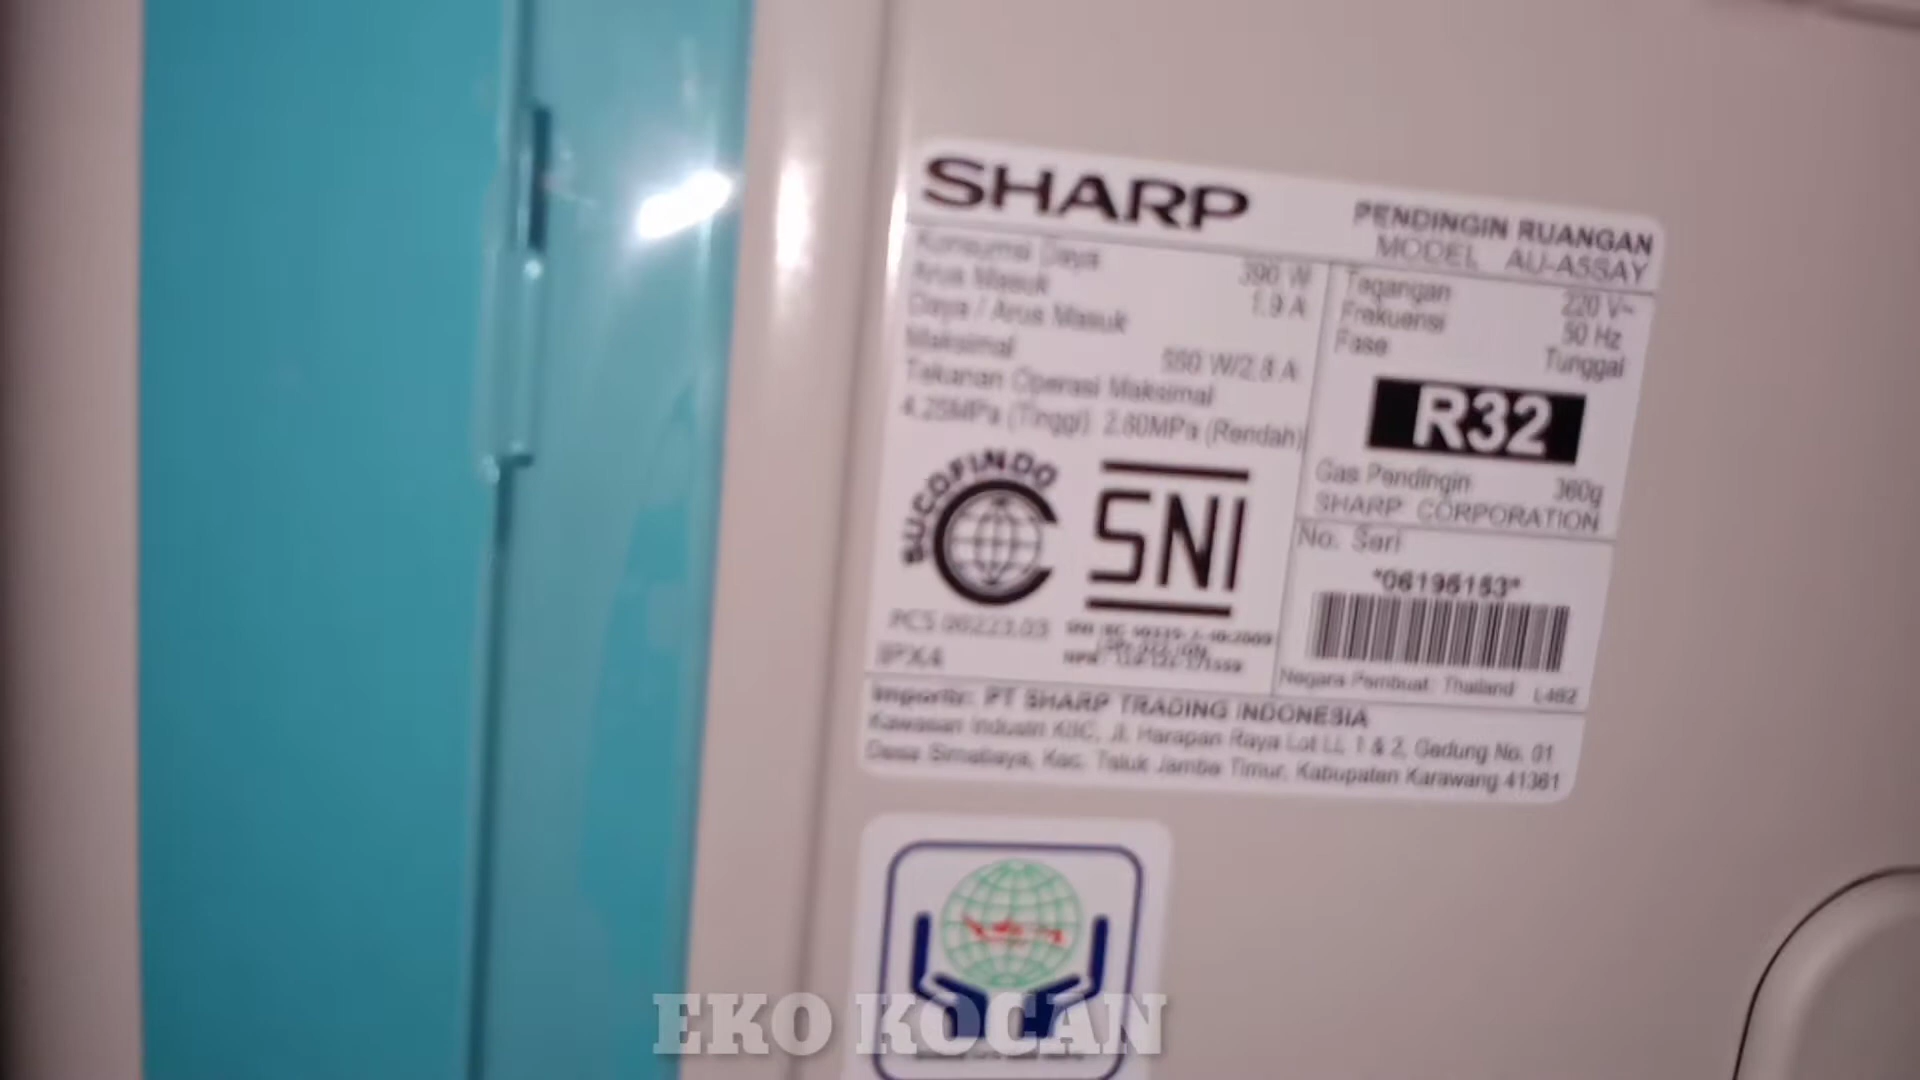 SHARP
PENDINGIN RUANGAN
MODEL AU-A5SAY
Konsumsi Daya 390 W
Arus Masuk 1.9 A
Daya / Arus Masuk
Maksimal 550 W/2.8 A
Tekanan Operasi Maksimal
4.25MPa (Tinggi) 2.80MPa (Rendah)
Tegangan 220 V~
Frekuensi 50 Hz
Fase Tunggal
R32
Gas Pendingin 360g
SHARP CORPORATION
SUCOFINDO
SNI
IPX4
No. Seri
*06196153*
Negara Pembuat: Thailand L482
Importir: PT SHARP TRADING INDONESIA
Kawasan Industri KIIC, Jl. Harapan Raya Lot LL 1 & 2, Gedung No. 01
Desa Sirnabaya, Kec. Teluk Jambe Timur, Kabupaten Karawang 41361
EKO KOCAN